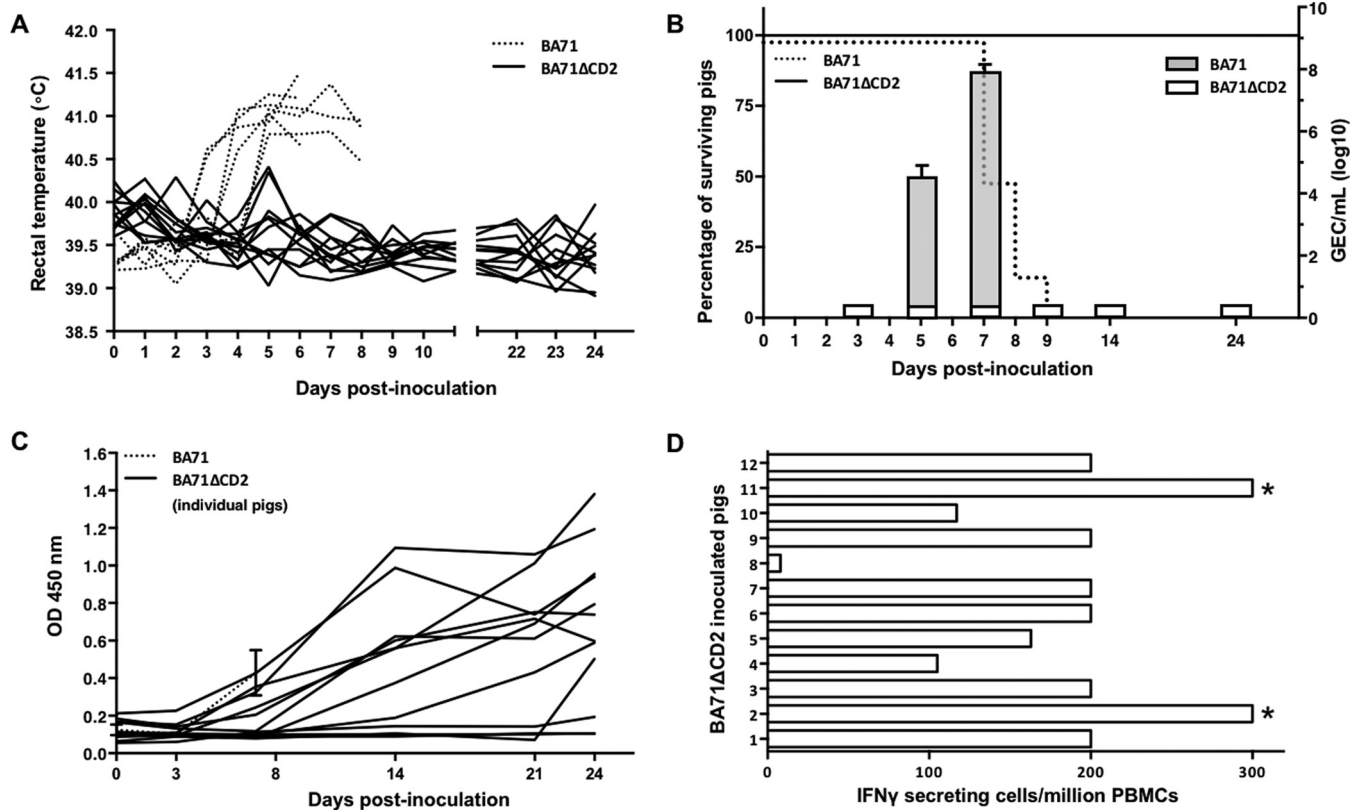 A
42.0
41.5
41.0
40.5
40.0
39.5
39.0
38.5
Rectal temperature (∘C)
BA71
BA71ΔCD2
0 1 2 3 4 5 6 7 8 9 10 22 23 24
Days post-inoculation
B
100
75
50
25
0
Percentage of surviving pigs
BA71
BA71ΔCD2
BA71
BA71ΔCD2
10
8
6
4
2
0
GEC/mL (log10)
0 1 2 3 4 5 6 7 8 9 14 24
Days post-inoculation
C
1.6
1.4
1.2
1.0
0.8
0.6
0.4
0.2
0.0
OD 450 nm
BA71
BA71ΔCD2
(individual pigs)
0 3 8 14 21 24
Days post-inoculation
D
BA71ΔCD2 inoculated pigs
12
11 *
10
9
8
7
6
5
4
3
2 *
1
0 100 200 300
IFNγ secreting cells/million PBMCs